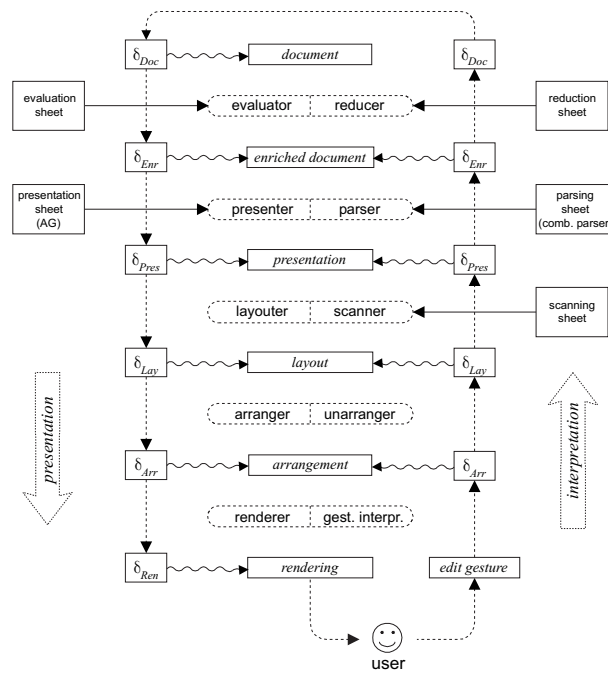 δDoc
document
δDoc
evaluation
sheet
evaluator
reducer
reduction
sheet
δEnr
enriched document
δEnr
presentation
sheet
(AG)
presenter
parser
parsing
sheet
(comb. parser)
δPres
presentation
δPres
layouter
scanner
scanning
sheet
δLay
layout
δLay
presentation
arranger
unarranger
interpretation
δArr
arrangement
δArr
renderer
gest. interpr.
δRen
rendering
edit gesture
user